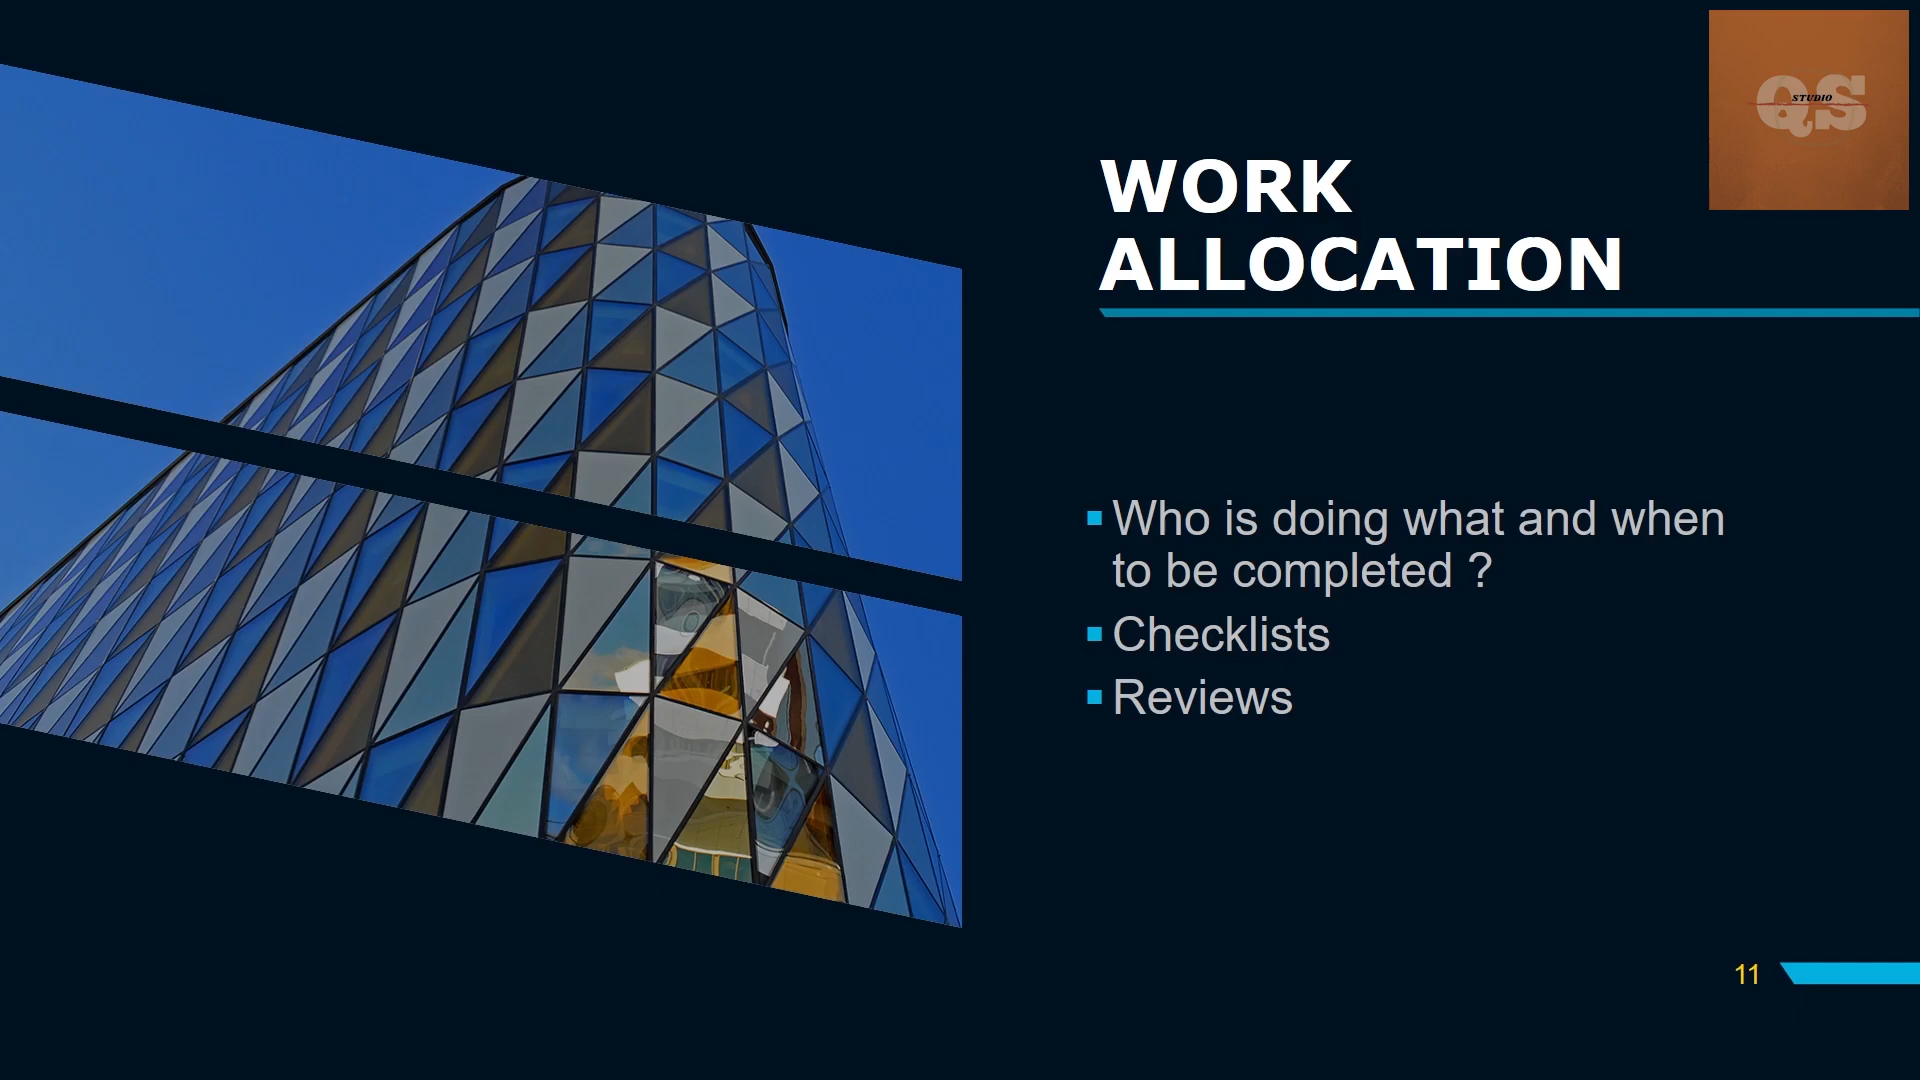 QS
STUDIO
WORK
ALLOCATION
Who is doing what and when
to be completed ?
Checklists
Reviews
11